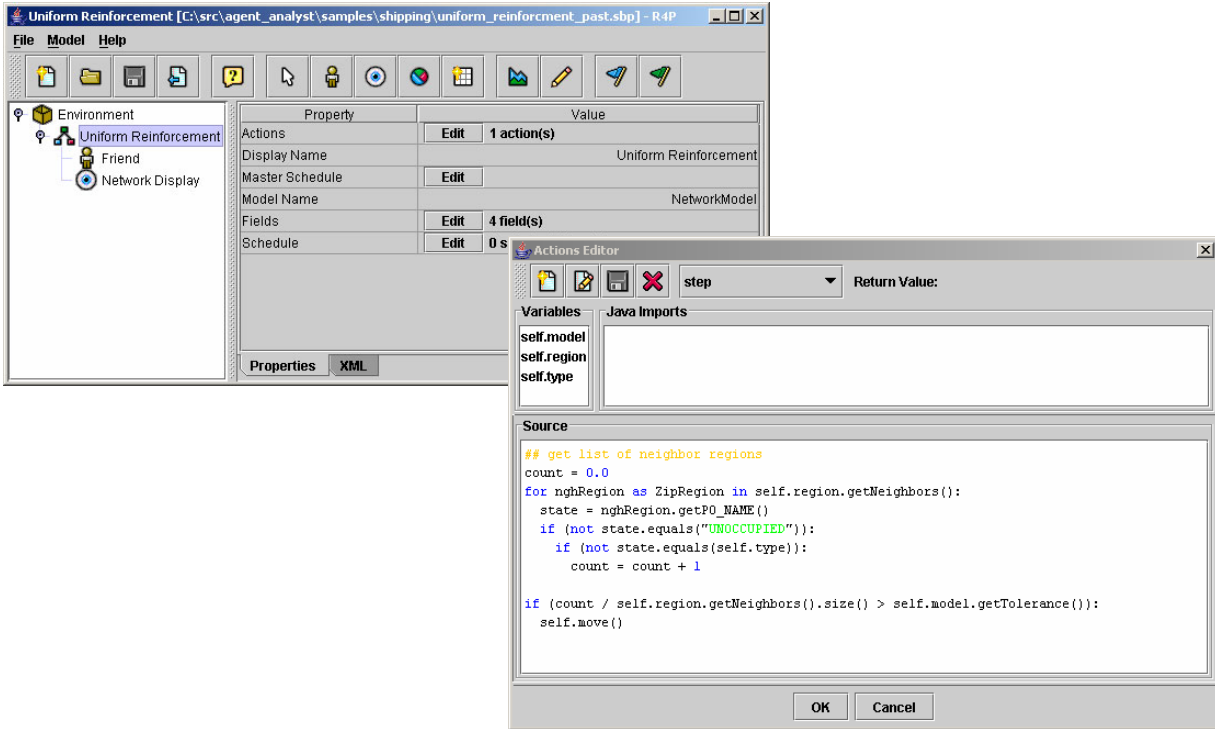 Uniform Reinforcement [C:\src\agent_analyst\samples\shipping\uniform_reinforcment_past.sbp] - R4P
File Model Help
Environment
Uniform Reinforcement
Friend
Network Display
Property Value
Actions Edit 1 action(s)
Display Name Uniform Reinforcement
Master Schedule Edit
Model Name NetworkModel
Fields Edit 4 field(s)
Schedule Edit 0 s
Properties XML
Actions Editor
step Return Value:
Variables Java Imports
self.model
self.region
self.type
Source
## get list of neighbor regions
count = 0.0
for nghRegion as ZipRegion in self.region.getNeighbors():
state = nghRegion.getPO_NAME()
if (not state.equals("UNOCCUPIED")):
if (not state.equals(self.type)):
count = count + 1
if (count / self.region.getNeighbors().size() > self.model.getTolerance()):
self.move()
OK Cancel